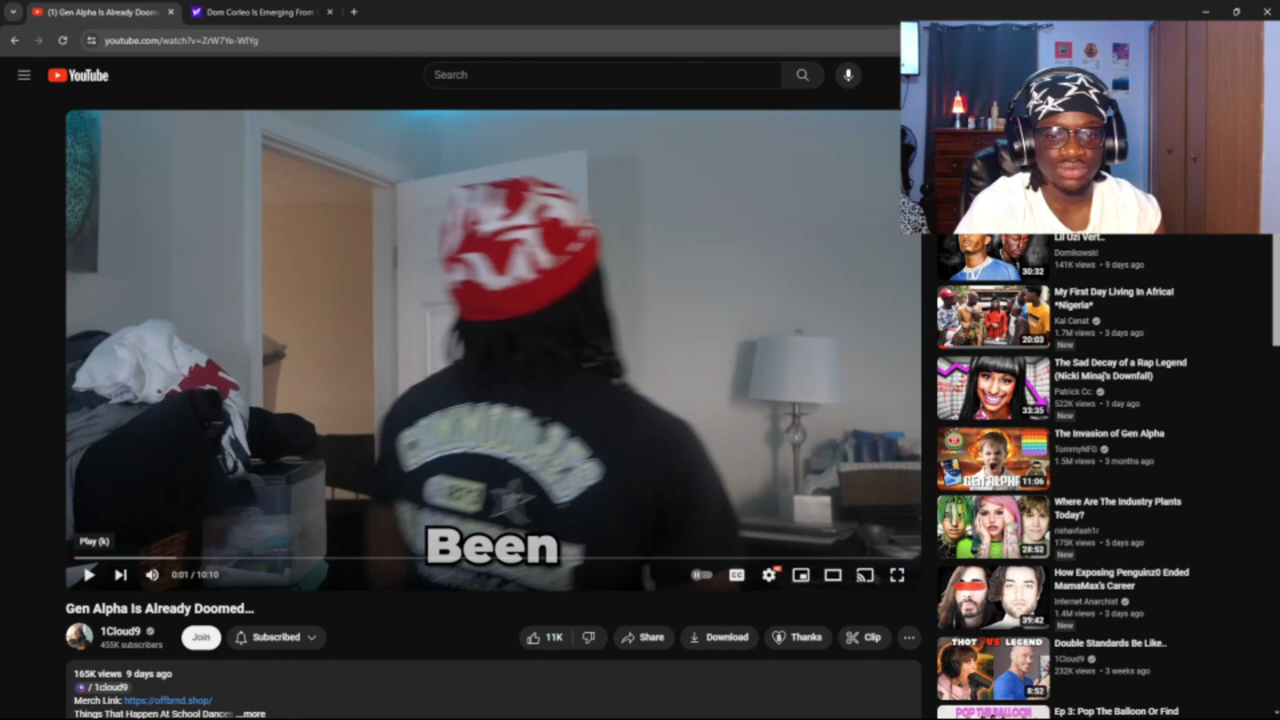 (1) Gen Alpha Is Already Doom
Dom Corleo Is Emerging From
youtube.com/watch?v=ZrW7Ye-WlYg
YouTube
Search
Been
Play (k)
0:01 / 10:10
CC
Gen Alpha Is Already Doomed...
1Cloud9
455K subscribers
Join
Subscribed
11K
Share
Download
Thanks
Clip
165K views 9 days ago
/ 1cloud9
Merch Link: https://offbrnd.shop/
Things That Happen At School Dances ...more
Lil Uzi Vert..
Domikowski
141K views • 9 days ago
30:32
My First Day Living In Africa!
*Nigeria*
Kai Cenat
1.7M views • 3 days ago
New
20:03
The Sad Decay of a Rap Legend
(Nicki Minaj's Downfall)
Patrick Cc:
522K views • 1 day ago
New
33:35
The Invasion of Gen Alpha
TommyNFG
1.5M views • 3 months ago
GEN ALPHA
11:06
Where Are The Industry Plants
Today?
rishavflash1r
175K views • 5 days ago
New
28:52
How Exposing Penguinz0 Ended
MamaMax's Career
Internet Anarchist
1.4M views • 3 days ago
New
39:42
THOT VS LEGEND
Double Standards Be Like..
1Cloud9
232K views • 3 weeks ago
8:52
POP THE BALLOON
Ep 3: Pop The Balloon Or Find